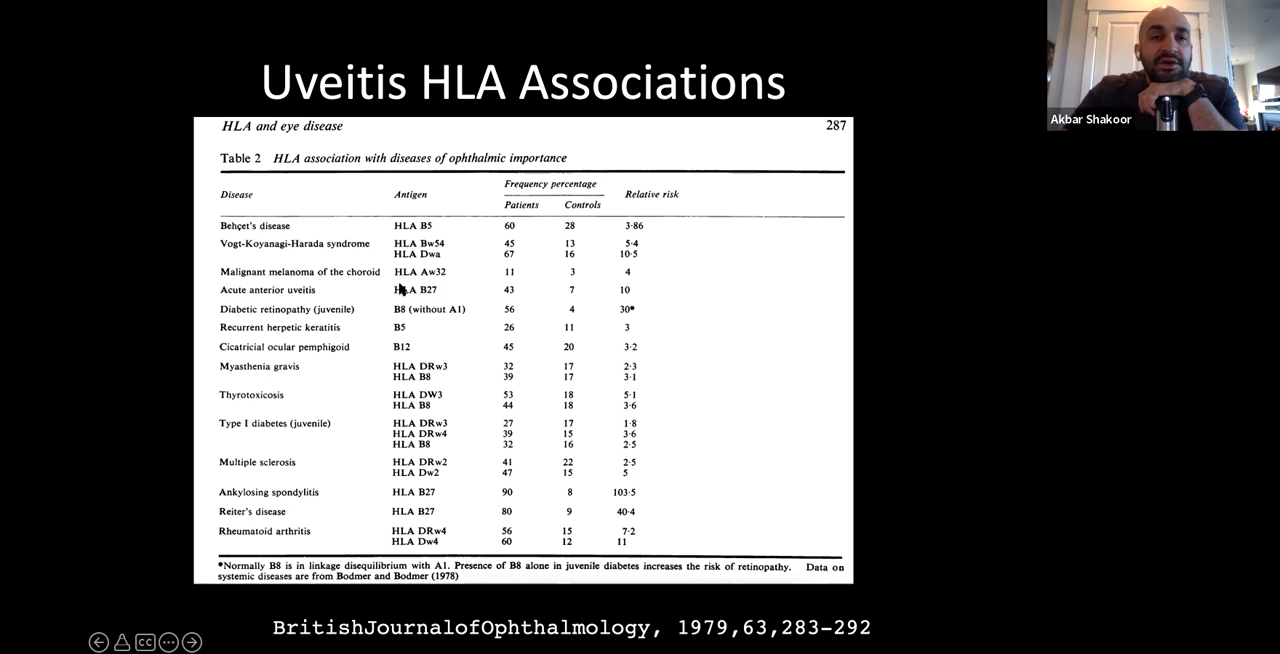 Uveitis HLA Associations
Akbar Shakoor
HLA and eye disease 287
Table 2 HLA association with diseases of ophthalmic importance
Frequency percentage
Disease Antigen Relative risk
Patients Controls
Behçet's disease HLA B5 60 28 3·86
Vogt-Koyanagi-Harada syndrome HLA Bw54 45 13 5·4
HLA Dwa 67 16 10·5
Malignant melanoma of the choroid HLA Aw32 11 3 4
Acute anterior uveitis HLA B27 43 7 10
Diabetic retinopathy (juvenile) B8 (without A1) 56 4 30*
Recurrent herpetic keratitis B5 26 11 3
Cicatricial ocular pemphigoid B12 45 20 3·2
Myasthenia gravis HLA DRw3 32 17 2·3
HLA B8 39 17 3·1
Thyrotoxicosis HLA DW3 53 18 5·1
HLA B8 44 18 3·6
Type I diabetes (juvenile) HLA DRw3 27 17 1·8
HLA DRw4 39 15 3·6
HLA B8 32 16 2·5
Multiple sclerosis HLA DRw2 41 22 2·5
HLA Dw2 47 15 5
Ankylosing spondylitis HLA B27 90 8 103·5
Reiter's disease HLA B27 80 9 40·4
Rheumatoid arthritis HLA DRw4 56 15 7·2
HLA Dw4 60 12 11
*Normally B8 is in linkage disequilibrium with A1. Presence of B8 alone in juvenile diabetes increases the risk of retinopathy. Data on
systemic diseases are from Bodmer and Bodmer (1978)
BritishJournalofOphthalmology, 1979,63,283-292
CC